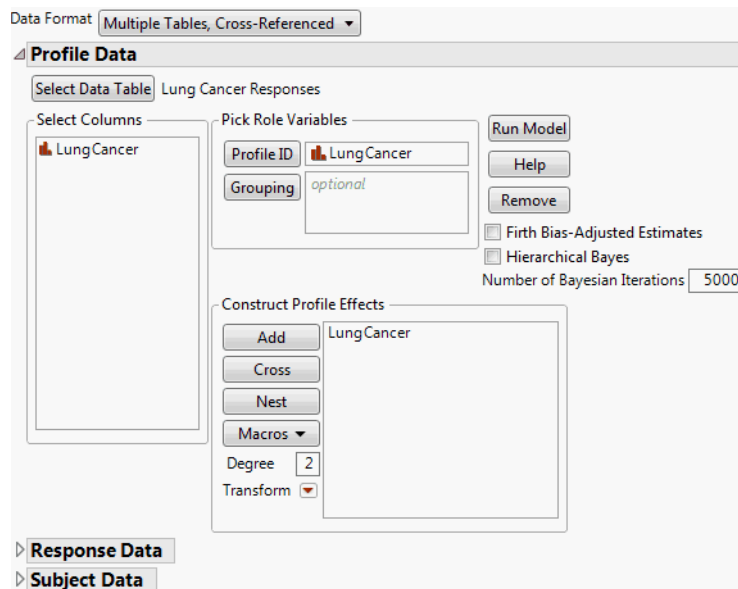 Data Format Multiple Tables, Cross-Referenced
Profile Data
Select Data Table Lung Cancer Responses
Select Columns
LungCancer
Pick Role Variables
Profile ID LungCancer
Grouping optional
Run Model
Help
Remove
Firth Bias-Adjusted Estimates
Hierarchical Bayes
Number of Bayesian Iterations 5000
Construct Profile Effects
Add
Cross
Nest
Macros
Degree 2
Transform
LungCancer
Response Data
Subject Data